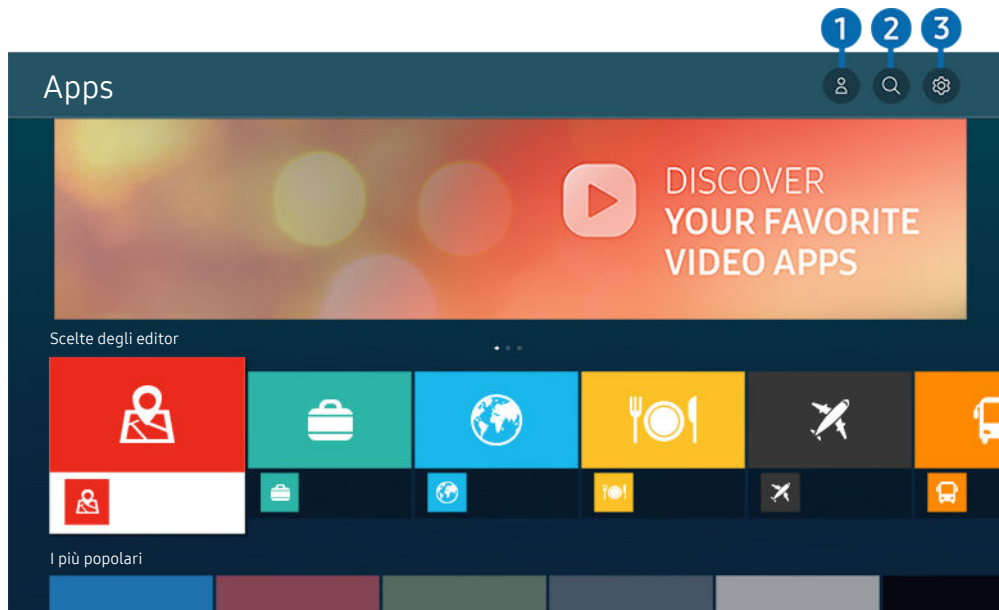 1 2 3
Apps
DISCOVER
YOUR FAVORITE
VIDEO APPS
Scelte degli editor
I più popolari